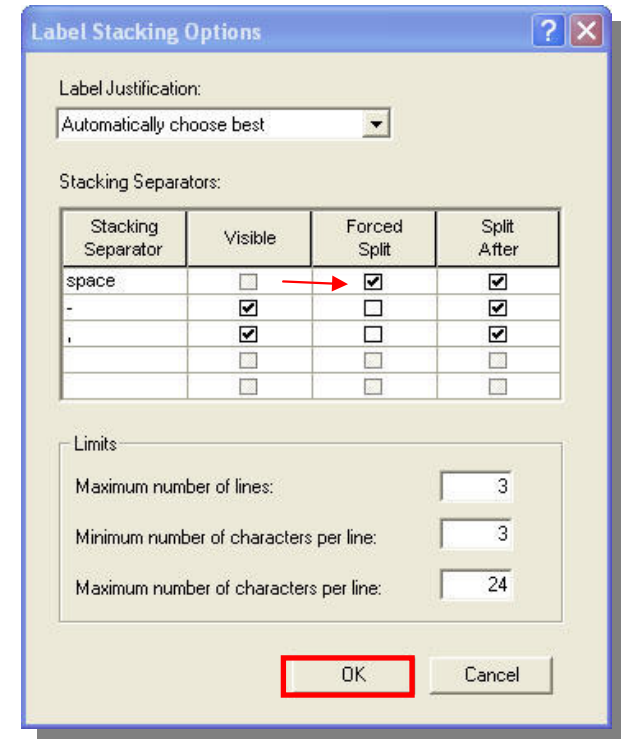 Label Stacking Options
Label Justification:
Automatically choose best
Stacking Separators:
Stacking Separator Visible Forced Split Split After
space
-
,
Limits
Maximum number of lines: 3
Minimum number of characters per line: 3
Maximum number of characters per line: 24
OK Cancel